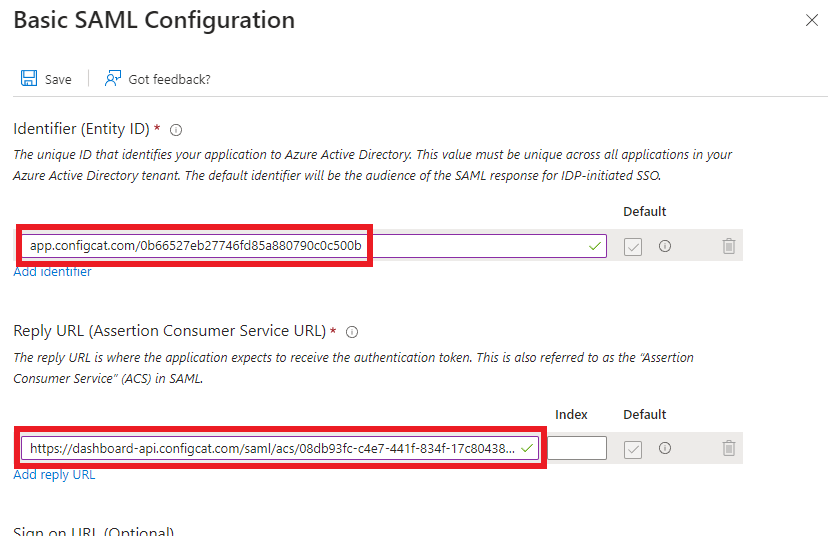 Basic SAML Configuration
Save
Got feedback?
Identifier (Entity ID) *
The unique ID that identifies your application to Azure Active Directory. This value must be unique across all applications in your
Azure Active Directory tenant. The default identifier will be the audience of the SAML response for IDP-initiated SSO.
Default
app.configcat.com/0b66527eb27746fd85a880790c0c500b
Add identifier
Reply URL (Assertion Consumer Service URL) *
The reply URL is where the application expects to receive the authentication token. This is also referred to as the “Assertion
Consumer Service” (ACS) in SAML.
Index Default
https://dashboard-api.configcat.com/saml/acs/08db93fc-c4e7-441f-834f-17c80438...
Add reply URL
Sign on URL (Optional)